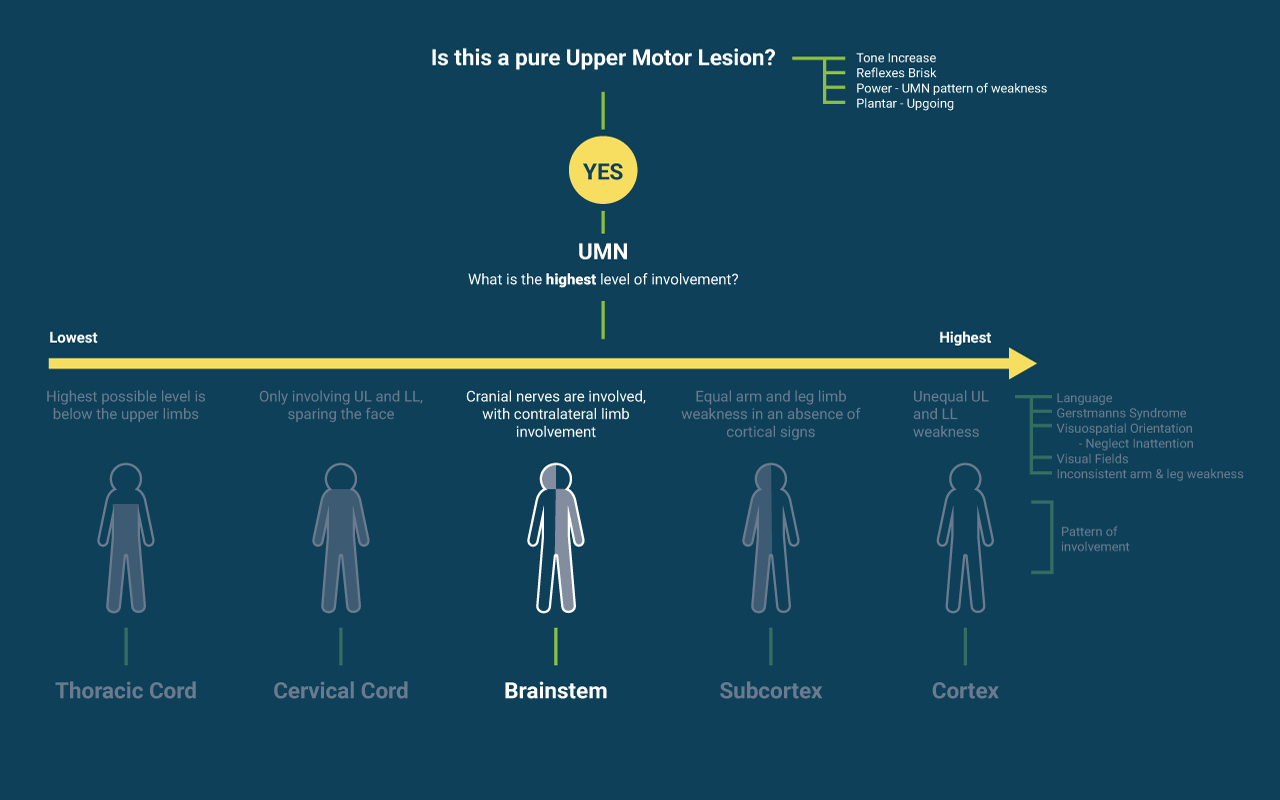 Is this a pure Upper Motor Lesion?
Tone Increase
Reflexes Brisk
Power - UMN pattern of weakness
Plantar - Upgoing
YES
UMN
What is the highest level of involvement?
Lowest
Highest
Highest possible level is
below the upper limbs
Only involving UL and LL,
sparing the face
Cranial nerves are involved,
with contralateral limb
involvement
Equal arm and leg limb
weakness in an absence of
cortical signs
Unequal UL
and LL
weakness
Language
Gerstmanns Syndrome
Visuospatial Orientation
- Neglect Inattention
Visual Fields
Inconsistent arm & leg weakness
Pattern of
involvement
Thoracic Cord
Cervical Cord
Brainstem
Subcortex
Cortex